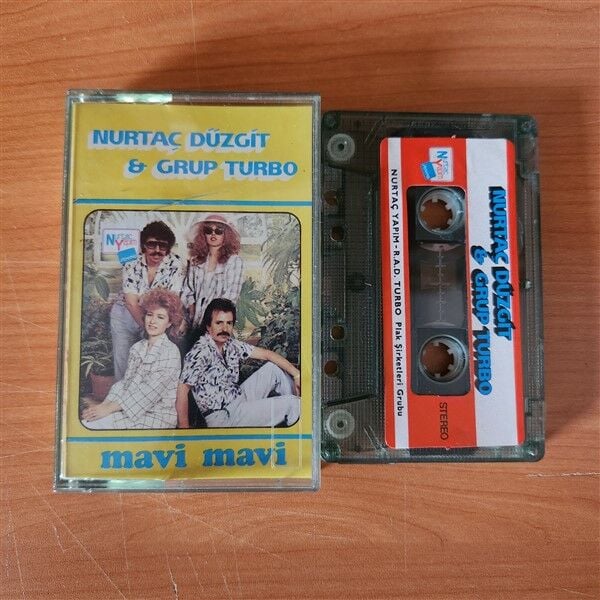 NURTAÇ DÜZGİT
& GRUP TURBO
mavi mavi
NURTAÇ DÜZGİT
& GRUP TURBO
NURTAÇ YAPIM - R.A.D. TURBO Plak Şirketleri Grubu
STEREO